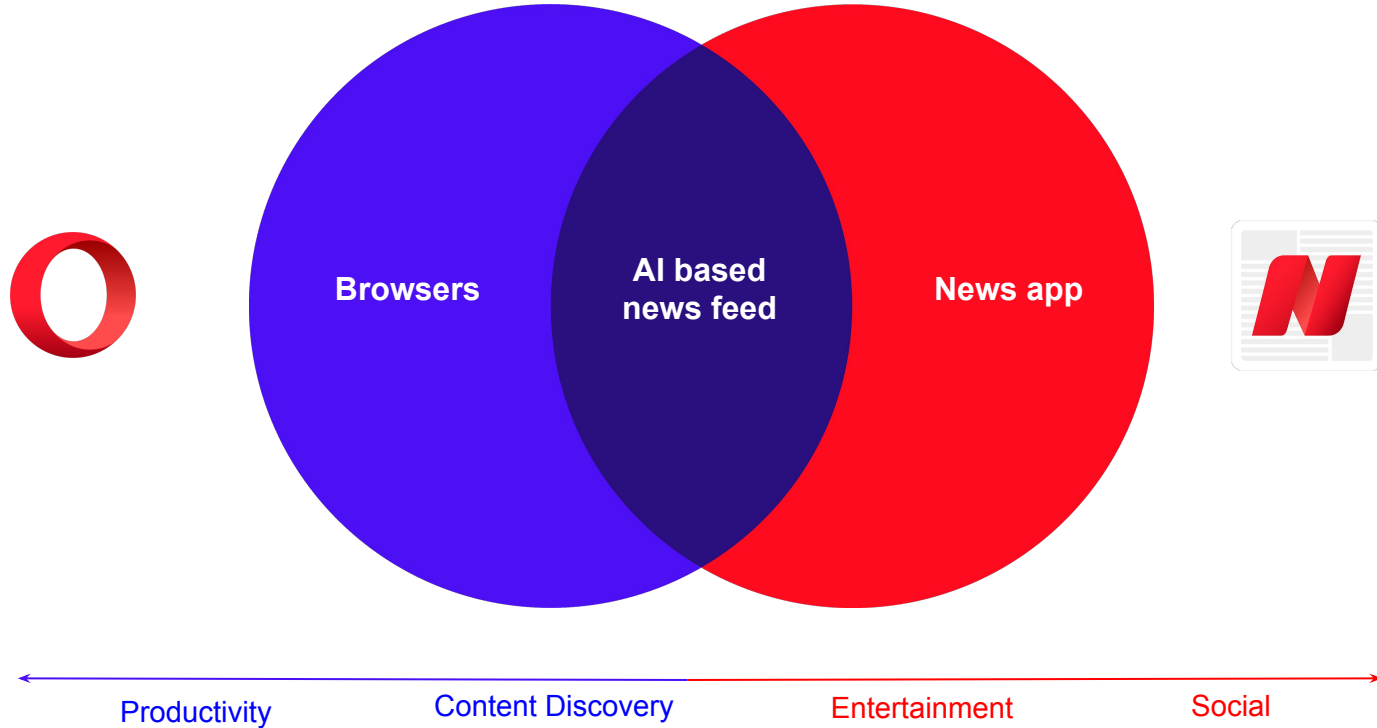 Browsers
AI based
news feed
News app
Productivity
Content Discovery
Entertainment
Social